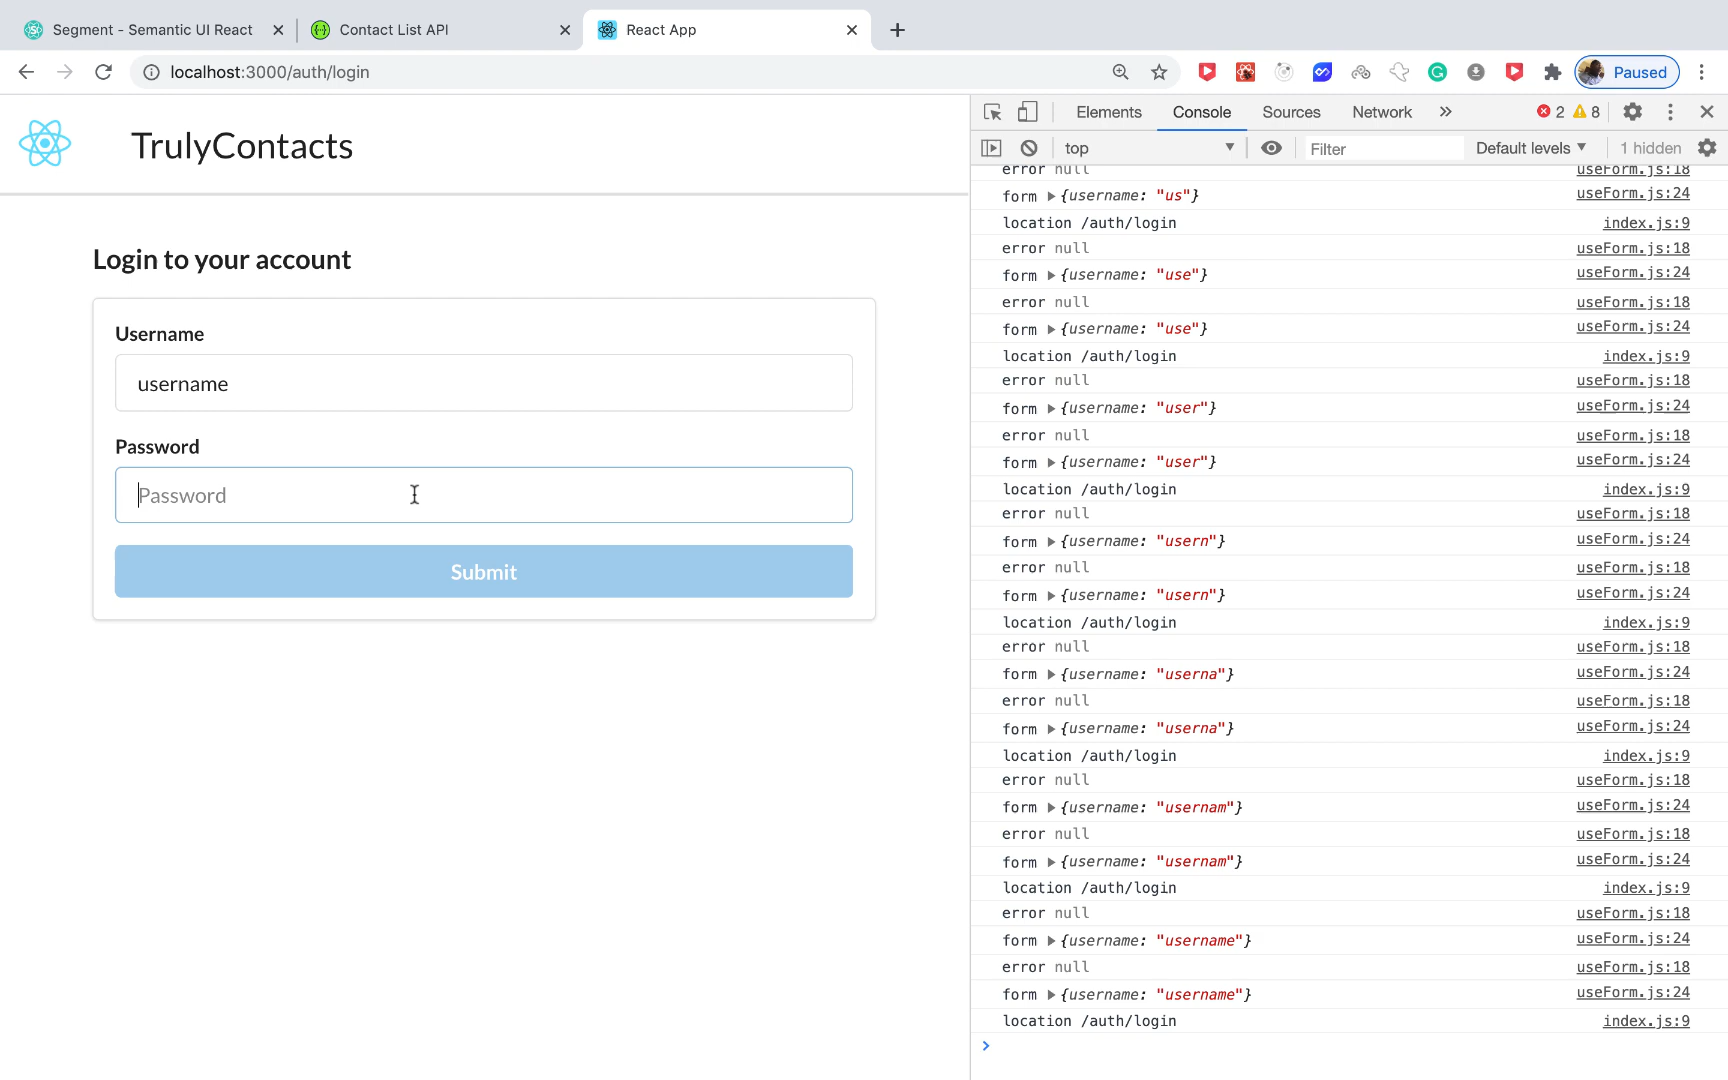 Segment - Semantic UI React
Contact List API
React App
localhost:3000/auth/login
Paused
TrulyContacts
Login to your account
Username
username
Password
Password
Submit
Elements Console Sources Network » 2 8
top Filter Default levels 1 hidden
error null useForm.js:18
form {username: "us"} useForm.js:24
location /auth/login index.js:9
error null useForm.js:18
form {username: "use"} useForm.js:24
error null useForm.js:18
form {username: "use"} useForm.js:24
location /auth/login index.js:9
error null useForm.js:18
form {username: "user"} useForm.js:24
error null useForm.js:18
form {username: "user"} useForm.js:24
location /auth/login index.js:9
error null useForm.js:18
form {username: "usern"} useForm.js:24
error null useForm.js:18
form {username: "usern"} useForm.js:24
location /auth/login index.js:9
error null useForm.js:18
form {username: "userna"} useForm.js:24
error null useForm.js:18
form {username: "userna"} useForm.js:24
location /auth/login index.js:9
error null useForm.js:18
form {username: "usernam"} useForm.js:24
error null useForm.js:18
form {username: "usernam"} useForm.js:24
location /auth/login index.js:9
error null useForm.js:18
form {username: "username"} useForm.js:24
error null useForm.js:18
form {username: "username"} useForm.js:24
location /auth/login index.js:9